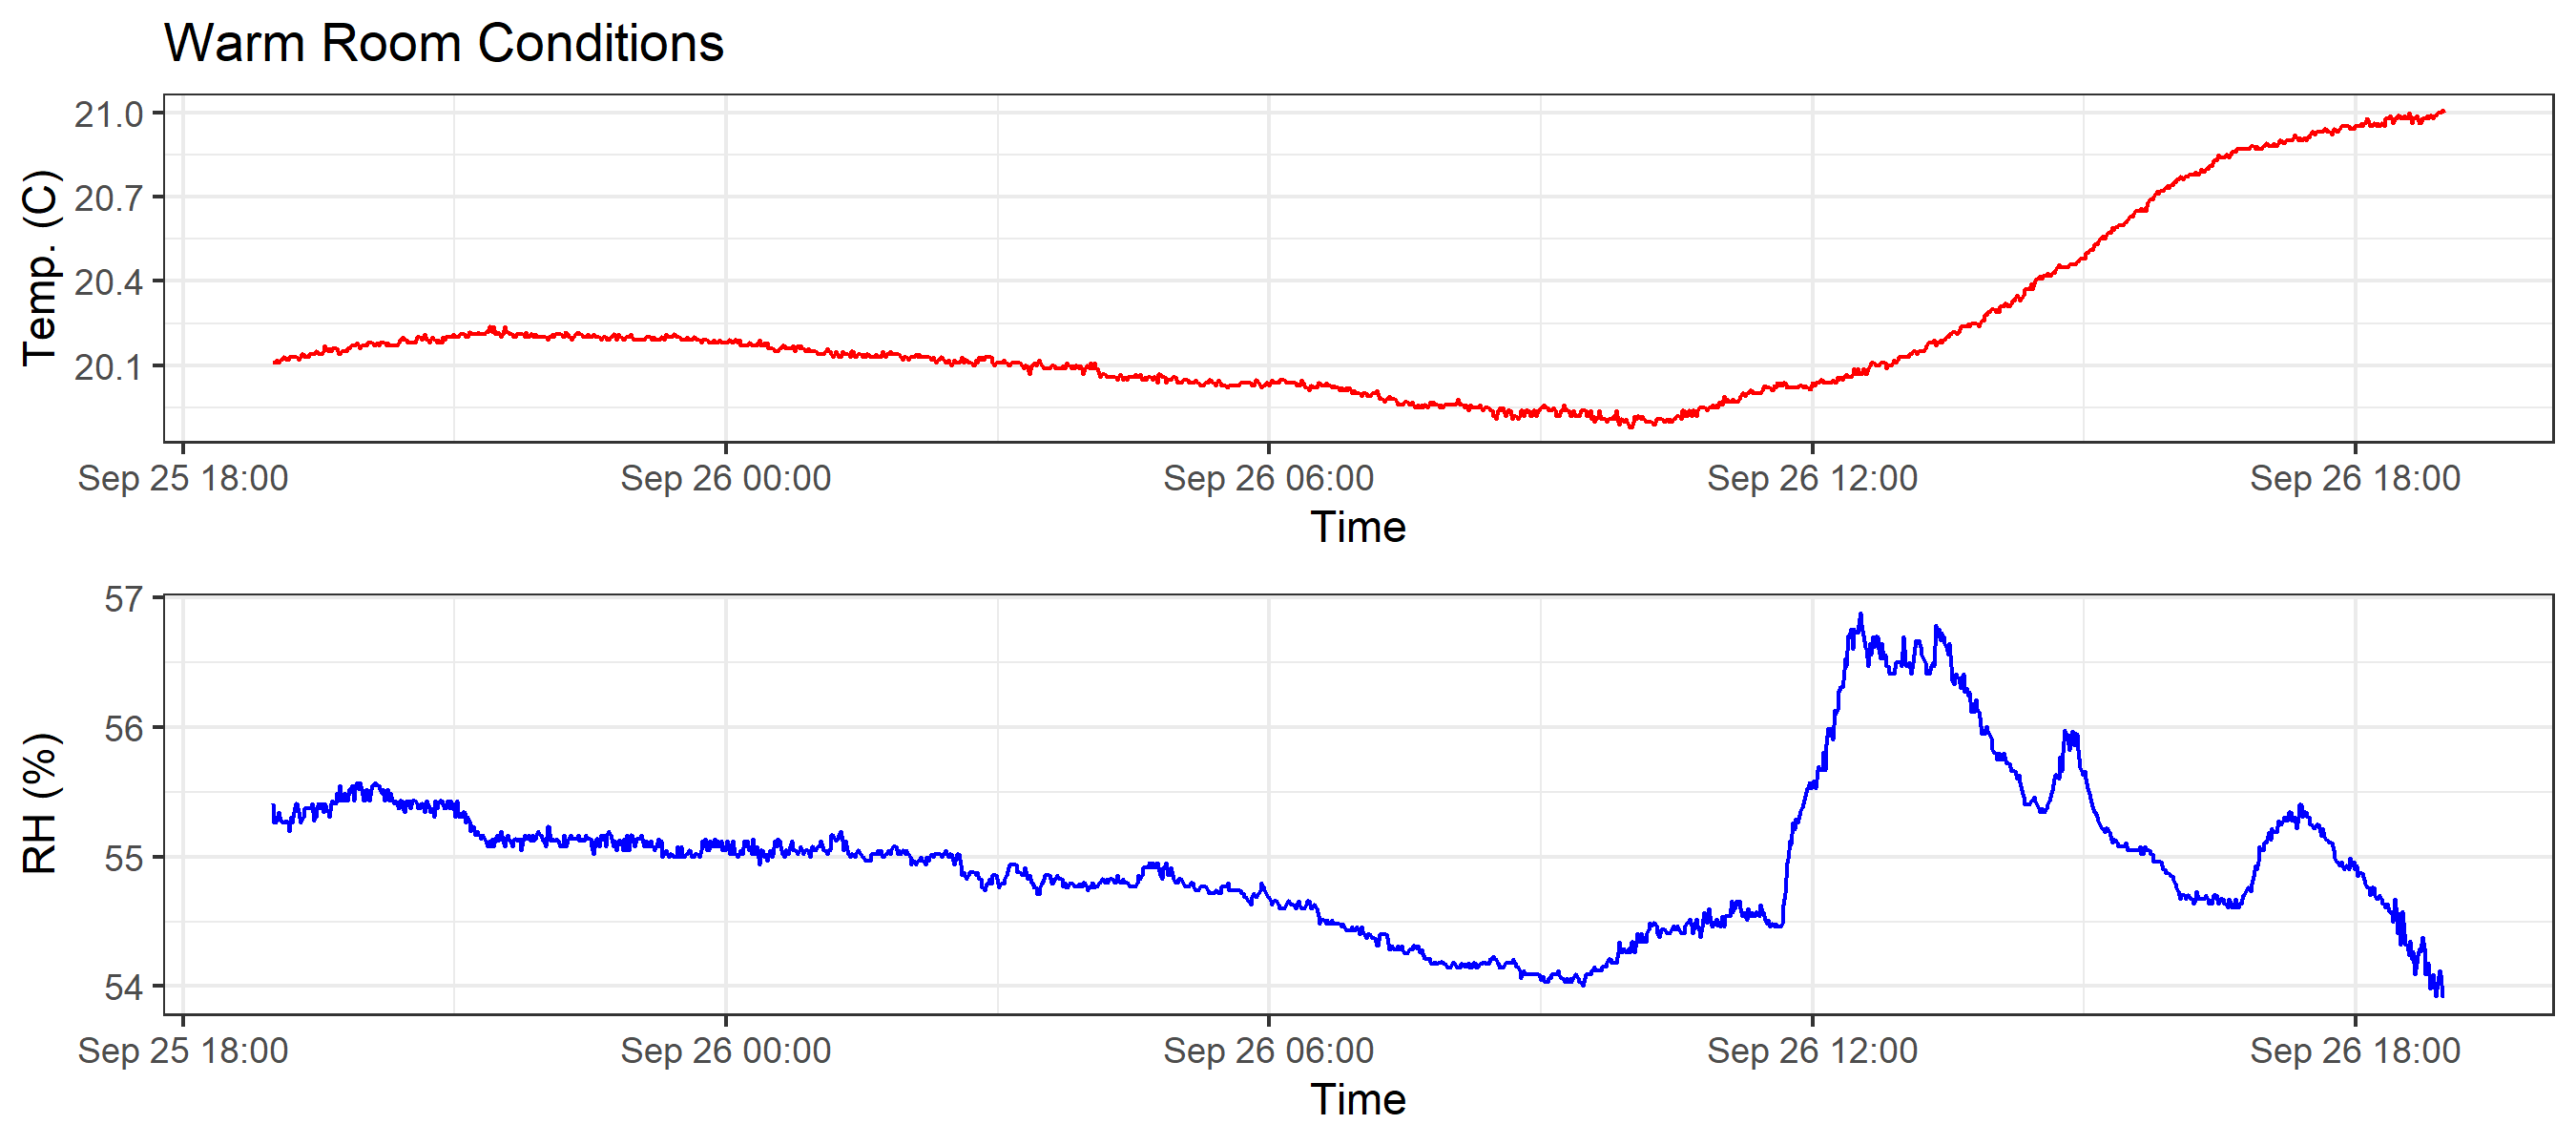 Warm Room Conditions
Temp. (C)
21.0
20.7
20.4
20.1
Sep 25 18:00 Sep 26 00:00 Sep 26 06:00 Sep 26 12:00 Sep 26 18:00
Time
RH (%)
57
56
55
54
Sep 25 18:00 Sep 26 00:00 Sep 26 06:00 Sep 26 12:00 Sep 26 18:00
Time